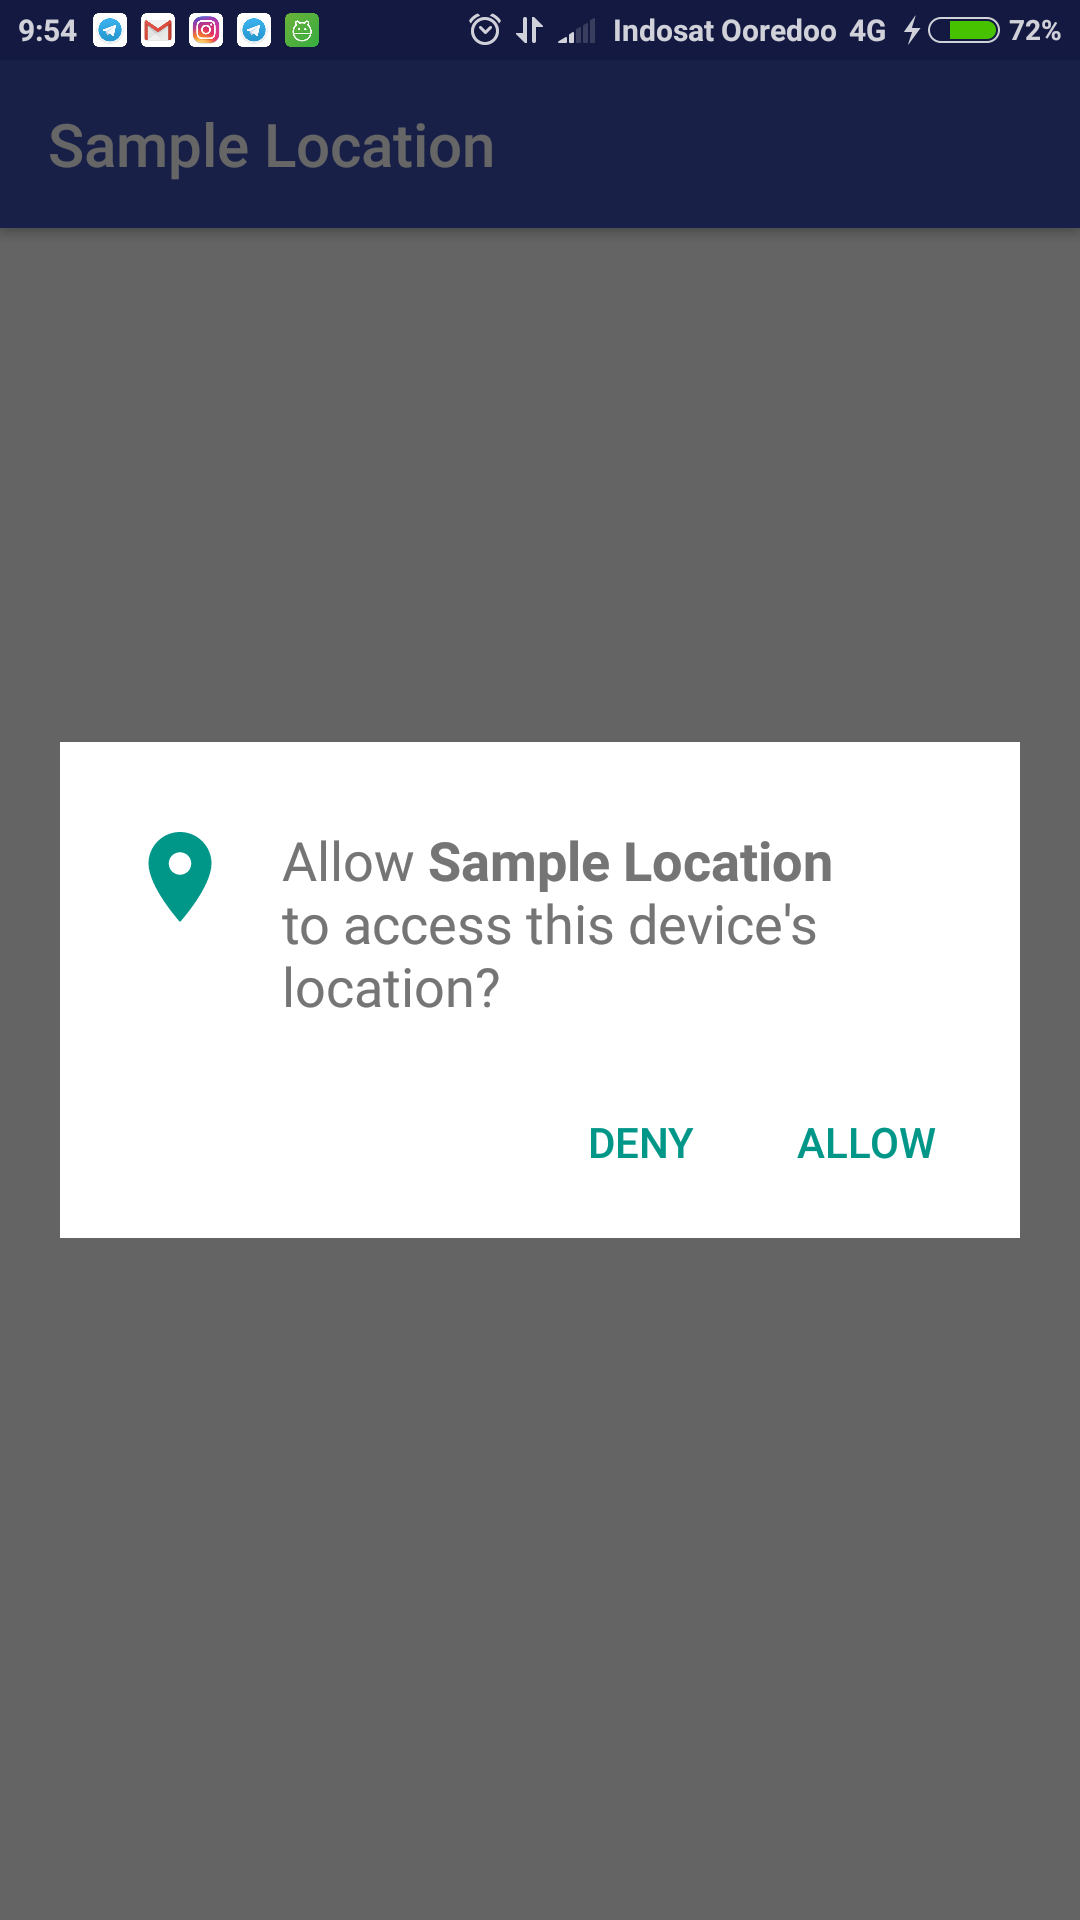 9:54 Indosat Ooredoo 4G 72%
Sample Location
Allow Sample Location
to access this device's
location?
DENY ALLOW